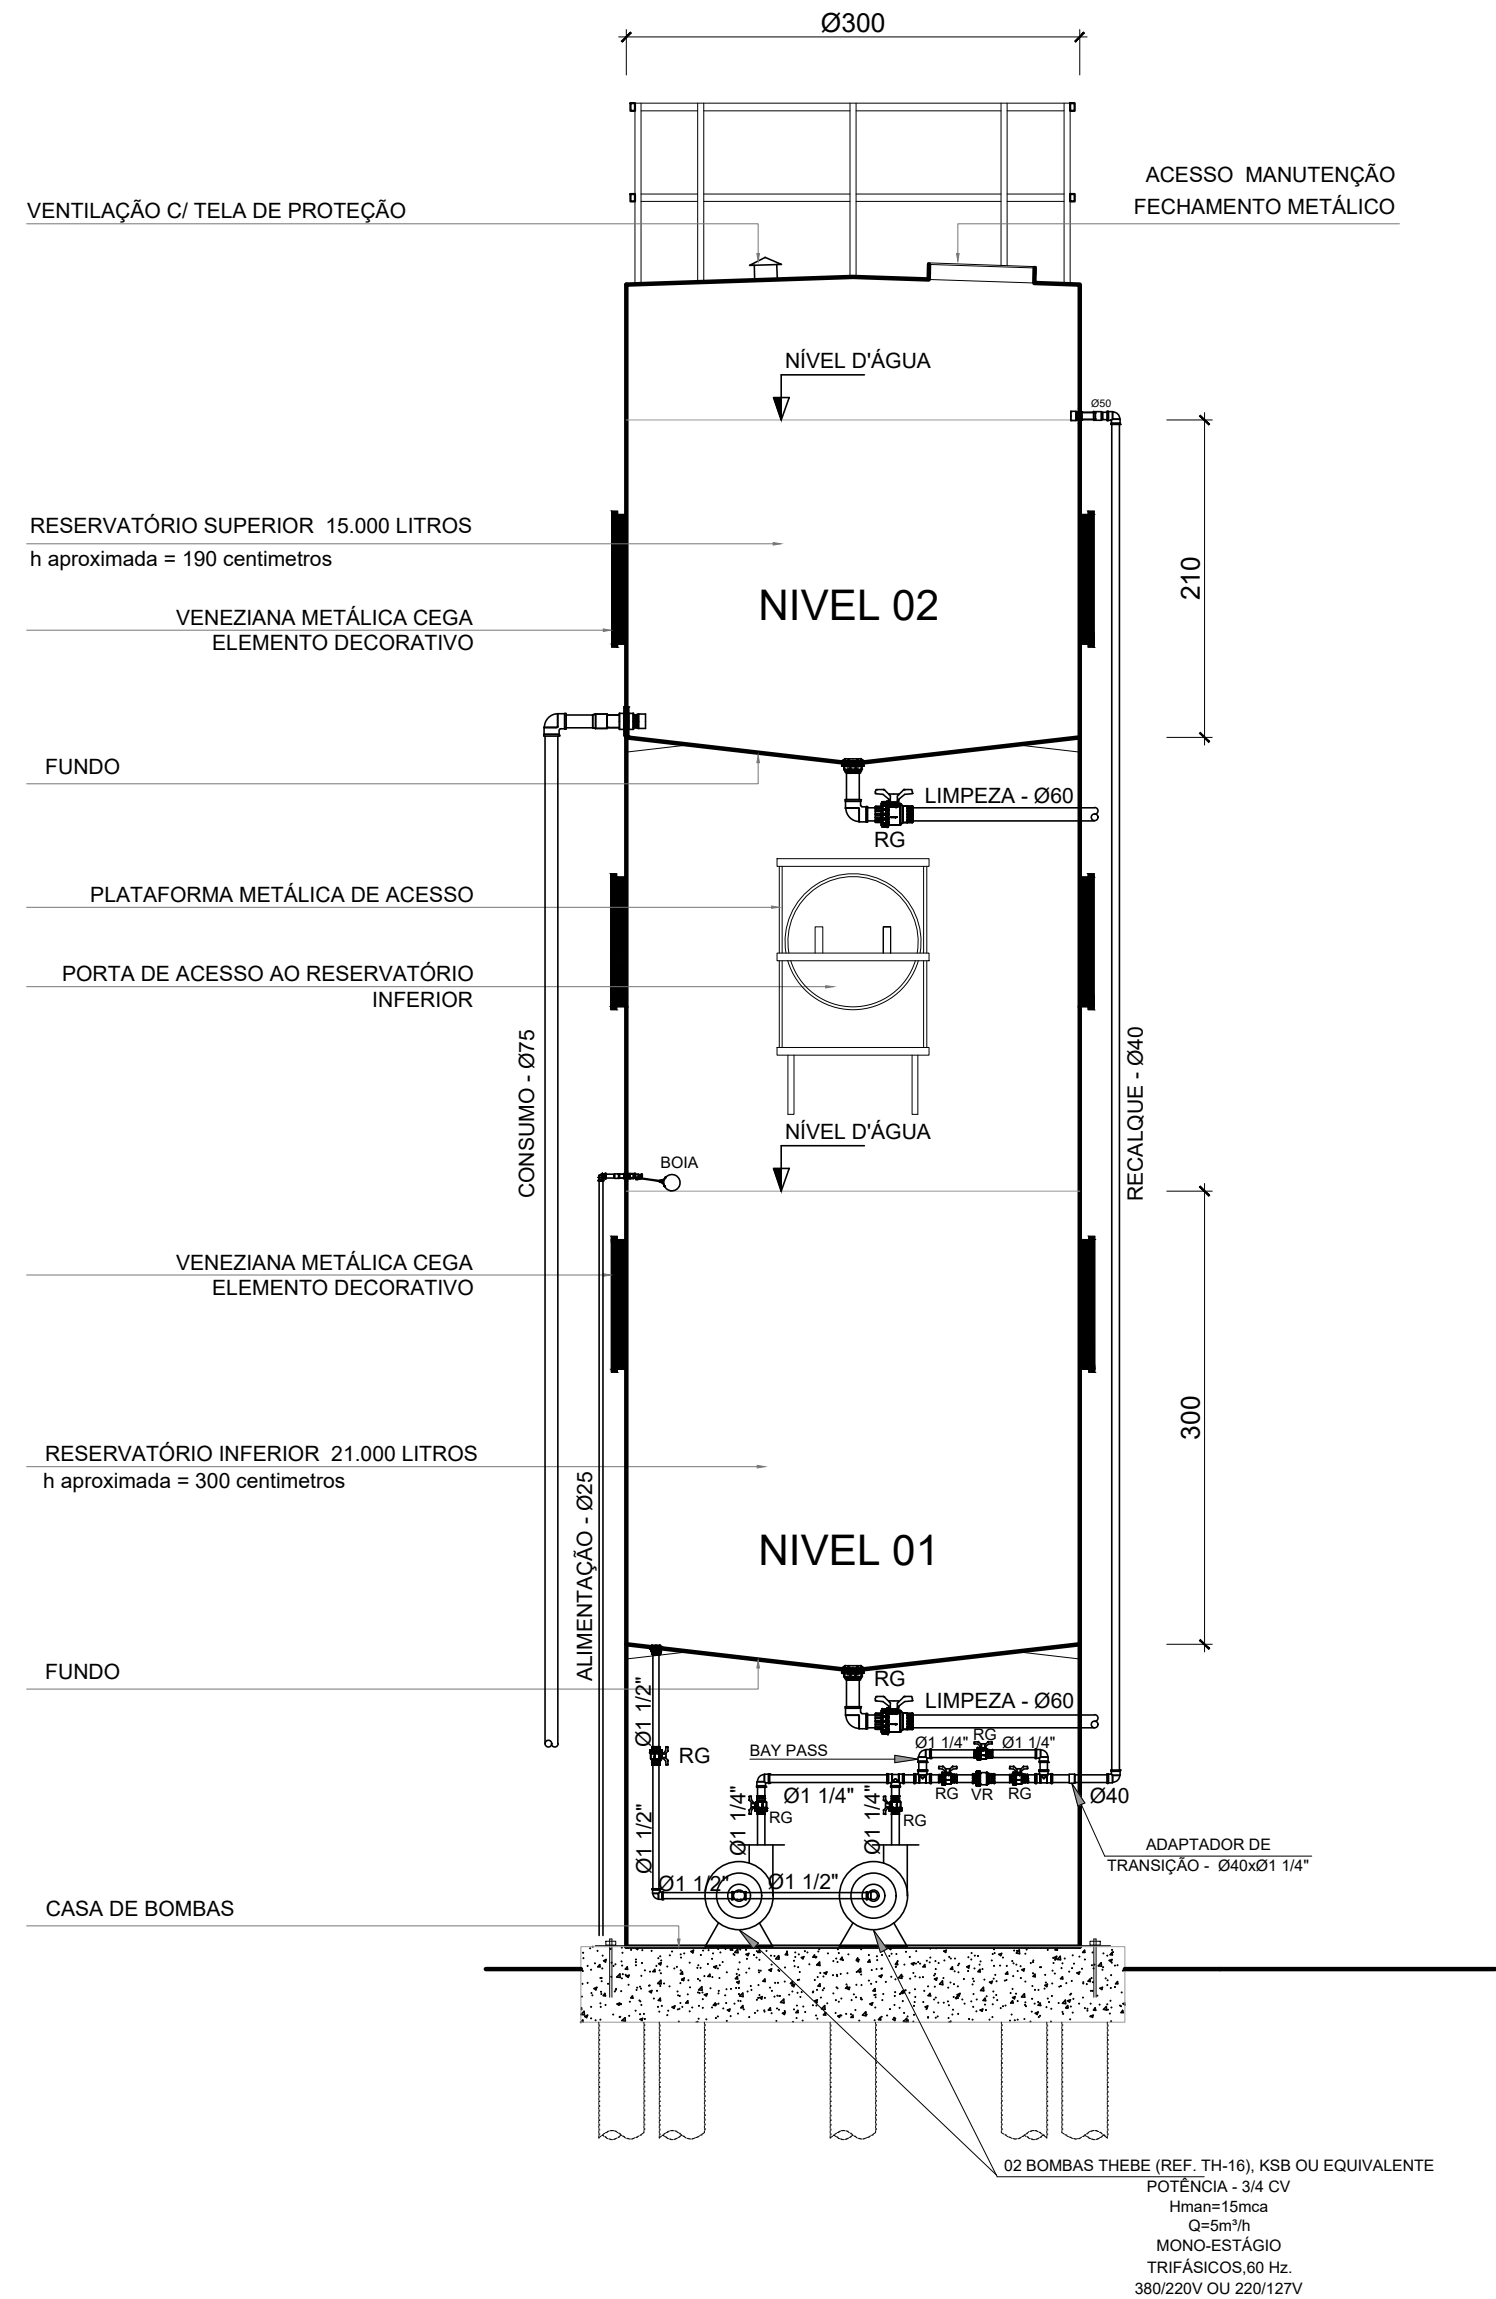 Ø300
ACESSO MANUTENÇÃO
FECHAMENTO METÁLICO
VENTILAÇÃO C/ TELA DE PROTEÇÃO
NÍVEL D'ÁGUA
Ø50
RESERVATÓRIO SUPERIOR 15.000 LITROS
h aproximada = 190 centimetros
210
NIVEL 02
VENEZIANA METÁLICA CEGA
ELEMENTO DECORATIVO
FUNDO
LIMPEZA - Ø60
RG
PLATAFORMA METÁLICA DE ACESSO
PORTA DE ACESSO AO RESERVATÓRIO
INFERIOR
CONSUMO - Ø75
RECALQUE - Ø40
NÍVEL D'ÁGUA
BOIA
VENEZIANA METÁLICA CEGA
ELEMENTO DECORATIVO
300
RESERVATÓRIO INFERIOR 21.000 LITROS
h aproximada = 300 centimetros
ALIMENTAÇÃO - Ø25
NIVEL 01
FUNDO
RG
LIMPEZA - Ø60
Ø1 1/2"
RG
BAY PASS
Ø1 1/4"
RG
Ø1 1/4"
Ø1 1/4"
Ø1 1/4"
RG
Ø1 1/4"
RG
RG
VR
RG
Ø40
Ø1 1/2"
Ø1 1/2"
Ø1 1/2"
ADAPTADOR DE
TRANSIÇÃO - Ø40xØ1 1/4"
CASA DE BOMBAS
02 BOMBAS THEBE (REF. TH-16), KSB OU EQUIVALENTE
POTÊNCIA - 3/4 CV
Hman=15mca
Q=5m³/h
MONO-ESTÁGIO
TRIFÁSICOS,60 Hz.
380/220V OU 220/127V